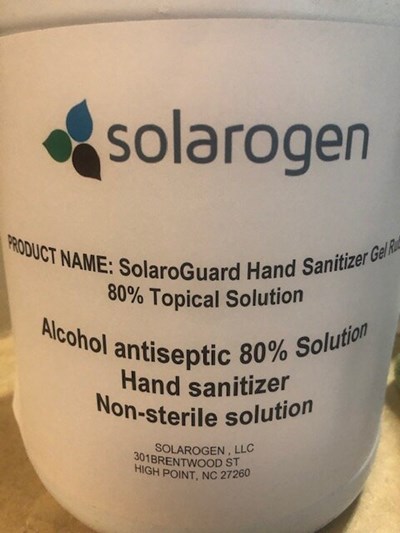 solarogen
PRODUCT NAME: SolaroGuard Hand Sanitizer Gel
80% Topical Solution
Alcohol antiseptic 80% Solution
Hand sanitizer
Non-sterile solution
SOLAROGEN , LLC
301BRENTWOOD ST
HIGH POINT, NC 27260